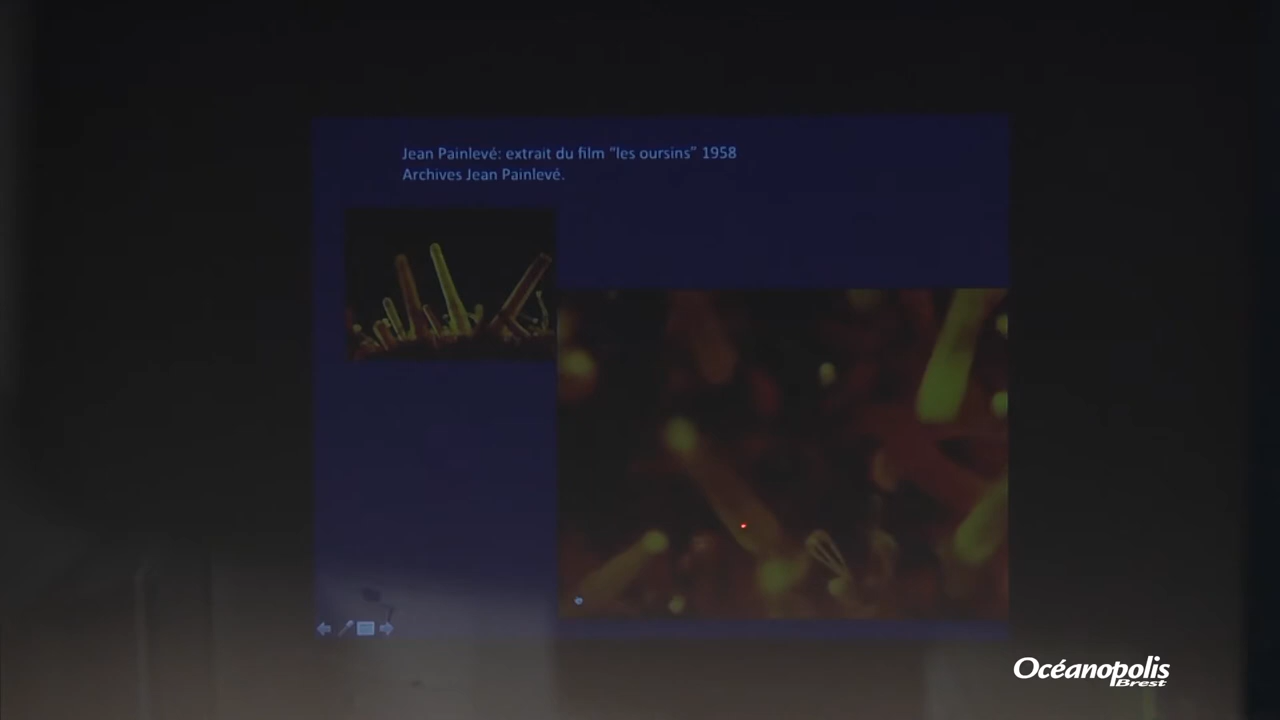 Jean Painlevé: extrait du film "les oursins" 1958
Archives Jean Painlevé.
Océanopolis
Brest